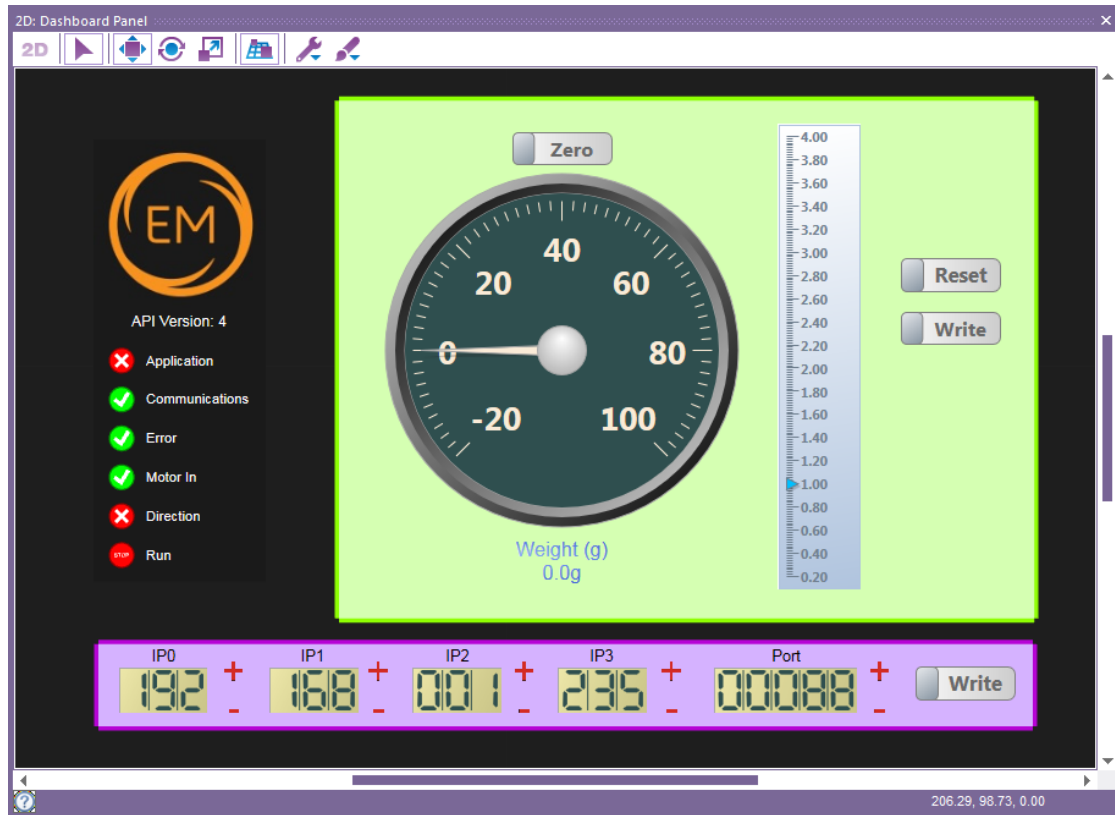 2D: Dashboard Panel
2D
EM
API Version: 4
Application
Communications
Error
Motor In
Direction
STOP Run
Zero
-20
0
20
40
60
80
100
Weight (g)
0.0g
4.00
3.80
3.60
3.40
3.20
3.00
2.80
2.60
2.40
2.20
2.00
1.80
1.60
1.40
1.20
1.00
0.80
0.60
0.40
0.20
Reset
Write
IP0 IP1 IP2 IP3 Port
192 + - 168 + - 001 + - 235 + - 00088 + - Write
206.29, 98.73, 0.00